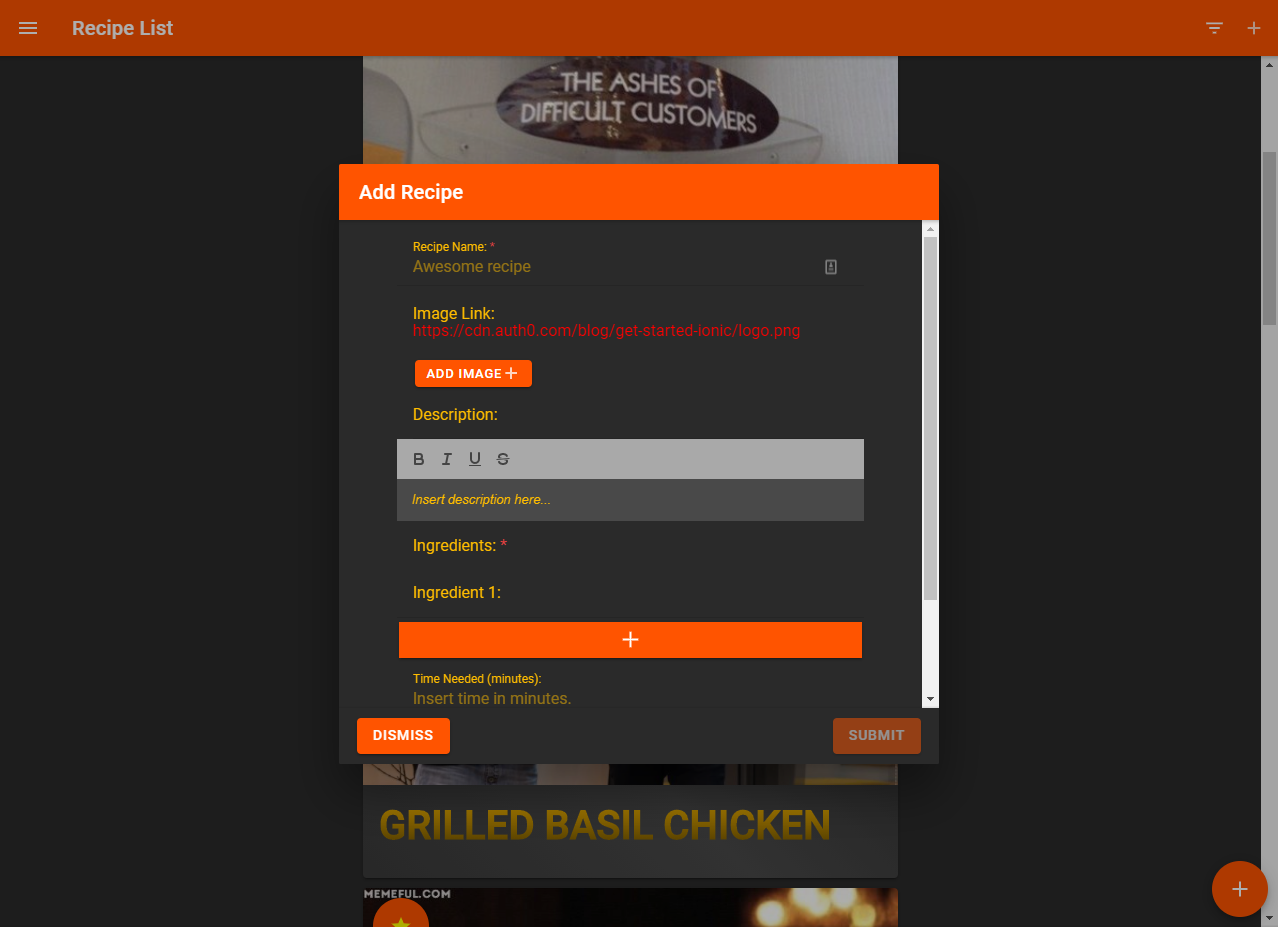 Recipe List
THE ASHES OF
DIFFICULT CUSTOMERS
Add Recipe
Recipe Name: *
Awesome recipe
Image Link:
https://cdn.auth0.com/blog/get-started-ionic/logo.png
ADD IMAGE
Description:
B I U S
Insert description here...
Ingredients: *
Ingredient 1:
Time Needed (minutes):
Insert time in minutes.
DISMISS
SUBMIT
GRILLED BASIL CHICKEN
MEMEFUL.COM